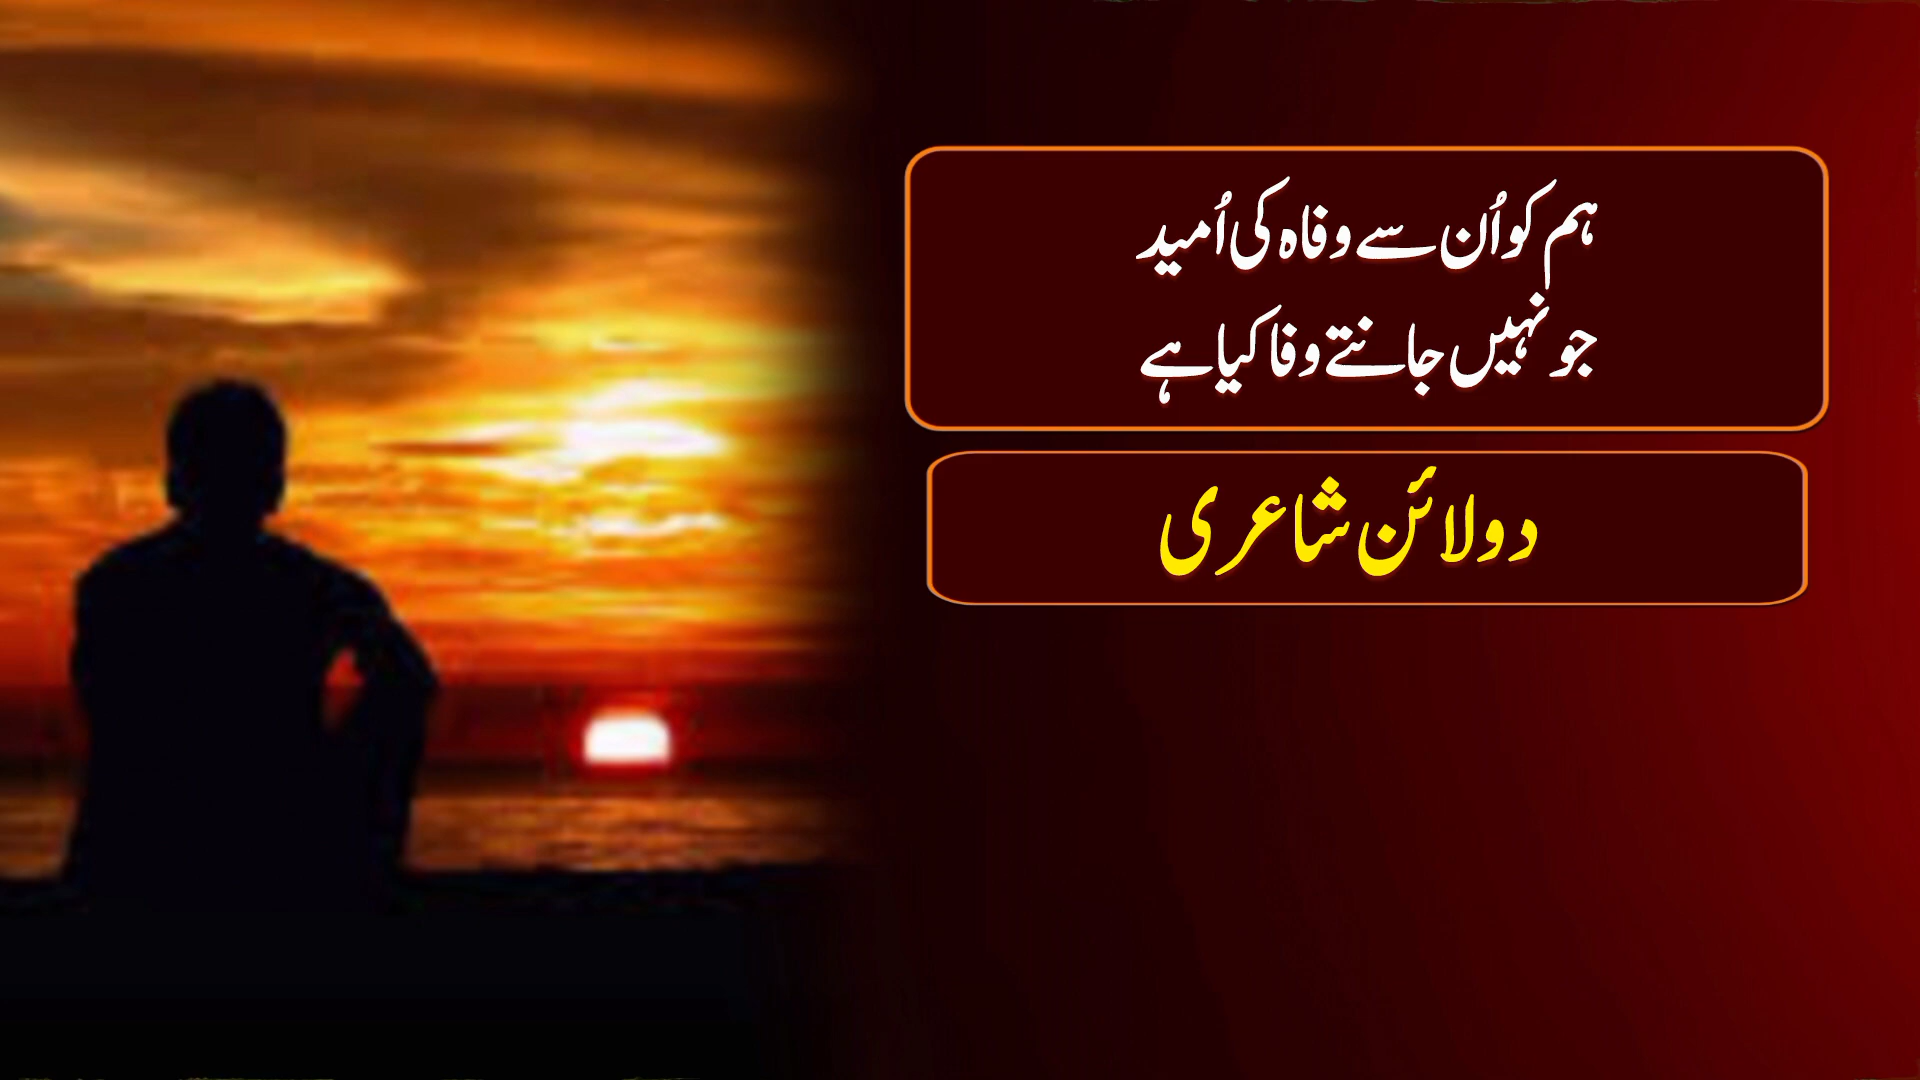 ہم کو اُن سے وفاہ کی اُمید
جو نہیں جانتے وفا کیا ہے
دو لائن شاعری